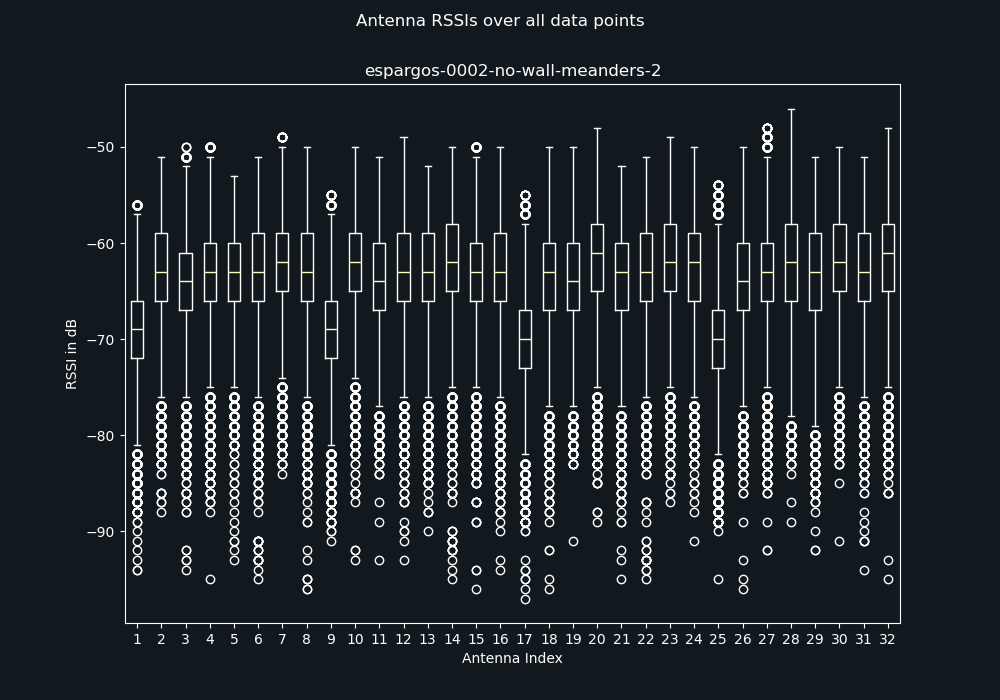 Antenna RSSIs over all data points
espargos-0002-no-wall-meanders-2
RSSI in dB
−50
−60
−70
−80
−90
1 2 3 4 5 6 7 8 9 10 11 12 13 14 15 16 17 18 19 20 21 22 23 24 25 26 27 28 29 30 31 32
Antenna Index